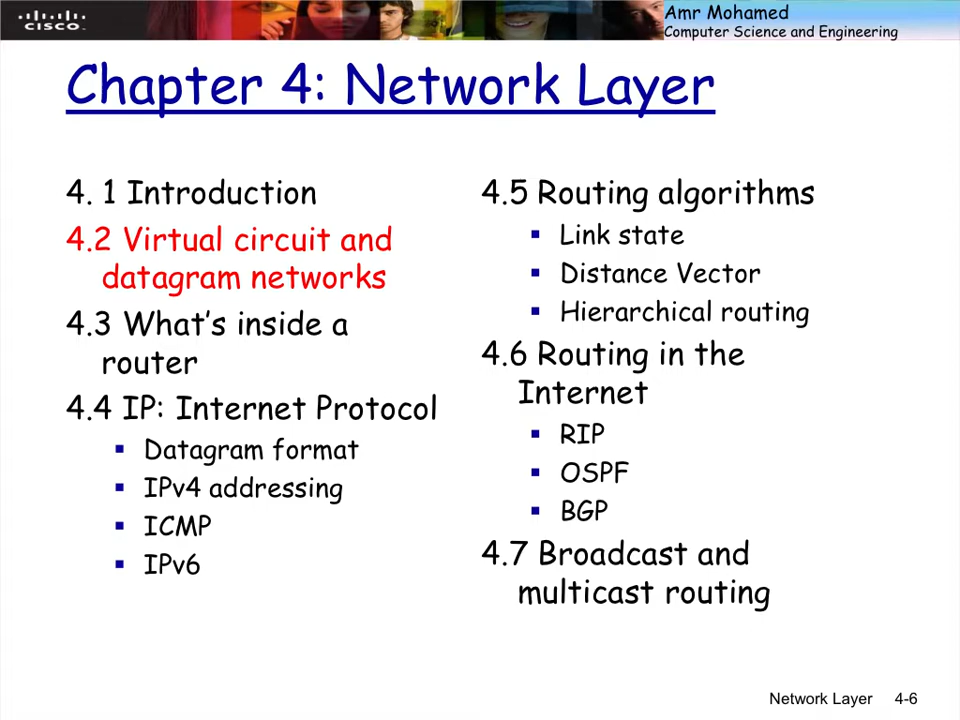 CISCO
Amr Mohamed
Computer Science and Engineering
Chapter 4: Network Layer
4. 1 Introduction
4.2 Virtual circuit and
datagram networks
4.3 What's inside a
router
4.4 IP: Internet Protocol
▪ Datagram format
▪ IPv4 addressing
▪ ICMP
▪ IPv6
4.5 Routing algorithms
▪ Link state
▪ Distance Vector
▪ Hierarchical routing
4.6 Routing in the
Internet
▪ RIP
▪ OSPF
▪ BGP
4.7 Broadcast and
multicast routing
Network Layer 4-6